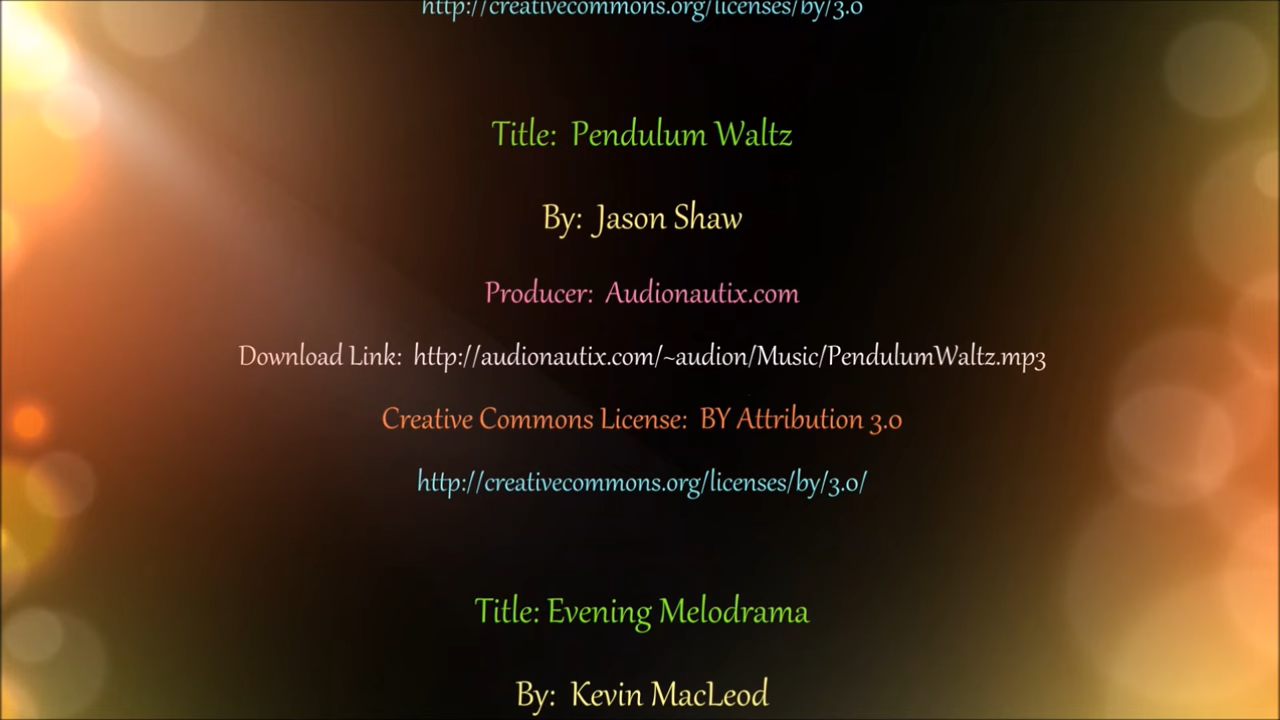 http://creativecommons.org/licenses/by/3.0
Title: Pendulum Waltz
By: Jason Shaw
Producer: Audionautix.com
Download Link: http://audionautix.com/~audion/Music/PendulumWaltz.mp3
Creative Commons License: BY Attribution 3.0
http://creativecommons.org/licenses/by/3.0/
Title: Evening Melodrama
By: Kevin MacLeod